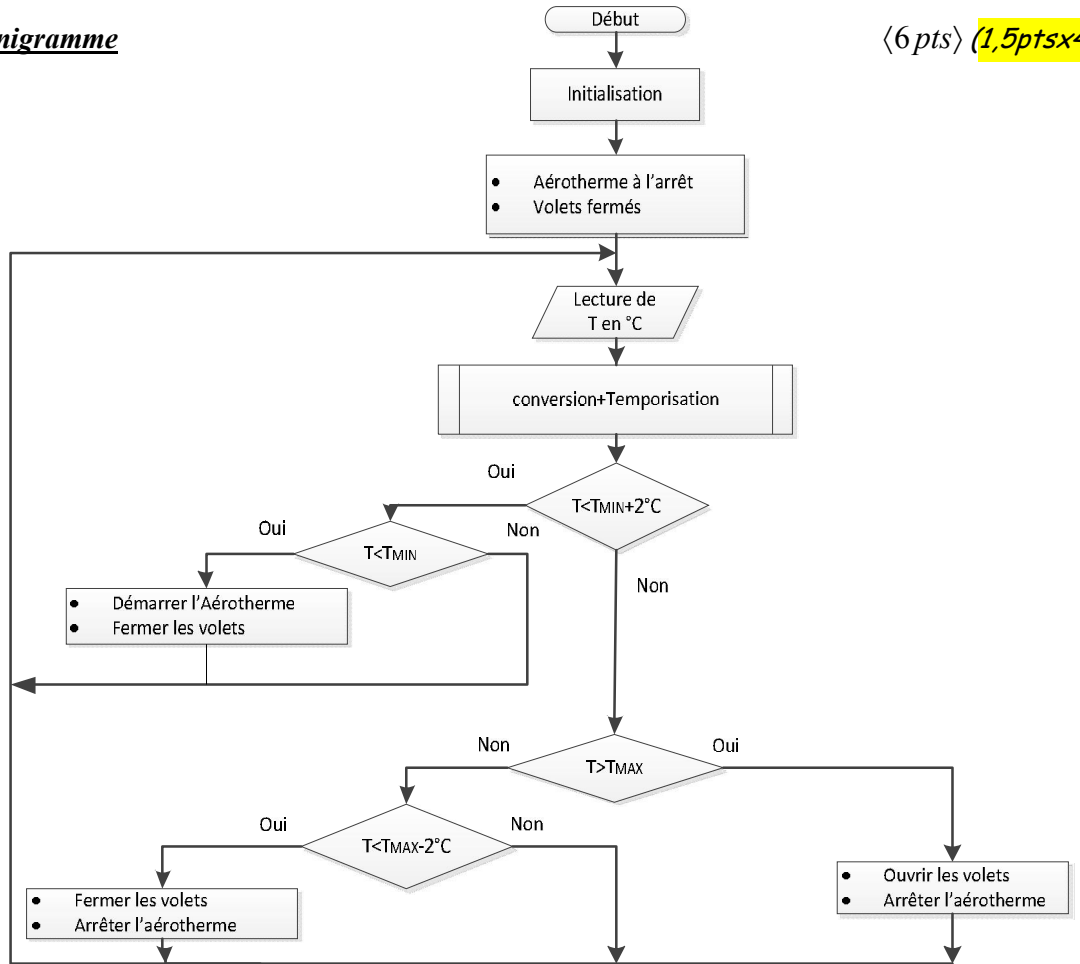 nigramme
⟨6 pts⟩ (1,5ptsx4
Début
Initialisation
• Aérotherme à l’arrêt
• Volets fermés
Lecture de
T en °C
conversion+Temporisation
Oui
T<TMIN+2°C
Oui
Non
T<TMIN
Non
• Démarrer l’Aérotherme
• Fermer les volets
Non
Oui
T>TMAX
Oui
Non
T<TMAX-2°C
• Fermer les volets
• Arrêter l’aérotherme
• Ouvrir les volets
• Arrêter l’aérotherme